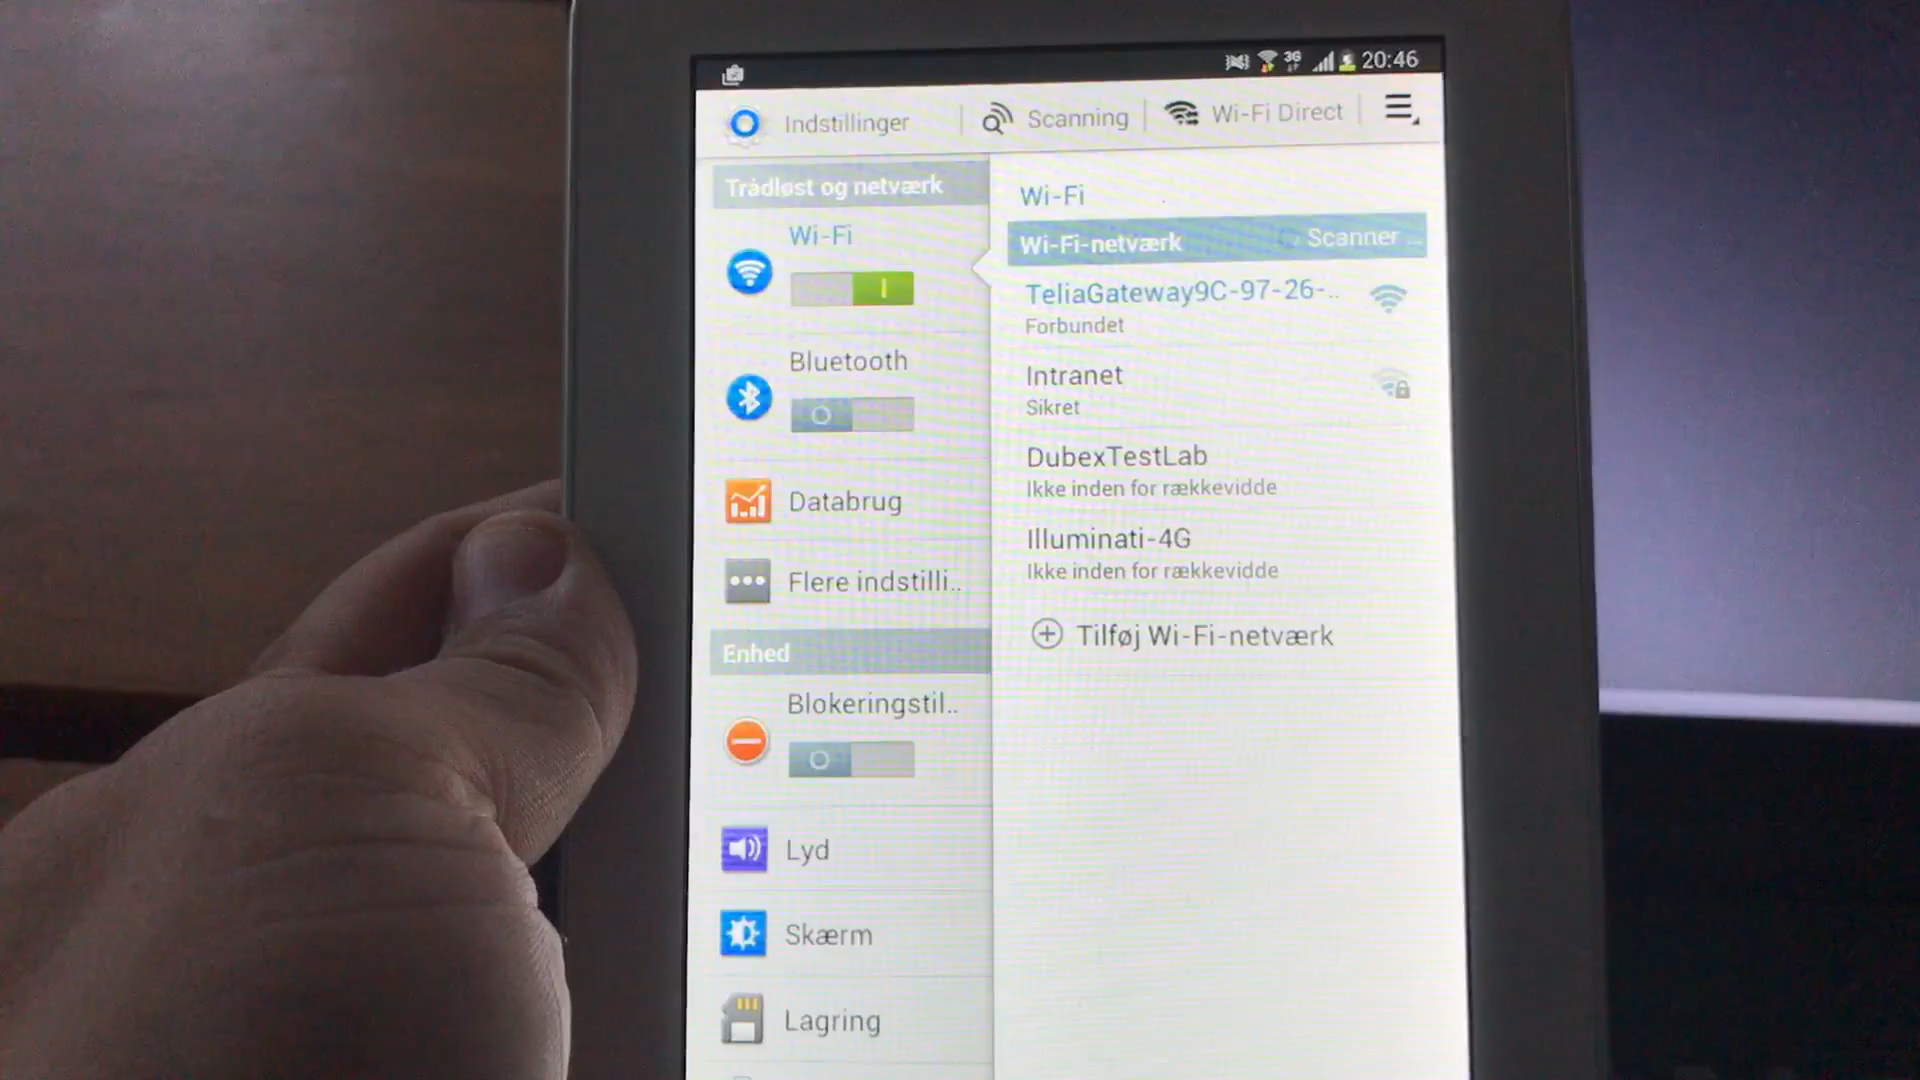 3G 20:46
Indstillinger
Scanning
Wi-Fi Direct
Trådløst og netværk
Wi-Fi
Bluetooth
Databrug
Flere indstilli..
Enhed
Blokeringstil..
Lyd
Skærm
Lagring
Wi-Fi
Wi-Fi-netværk Scanner ...
TeliaGateway9C-97-26-..
Forbundet
Intranet
Sikret
DubexTestLab
Ikke inden for rækkevidde
Illuminati-4G
Ikke inden for rækkevidde
Tilføj Wi-Fi-netværk